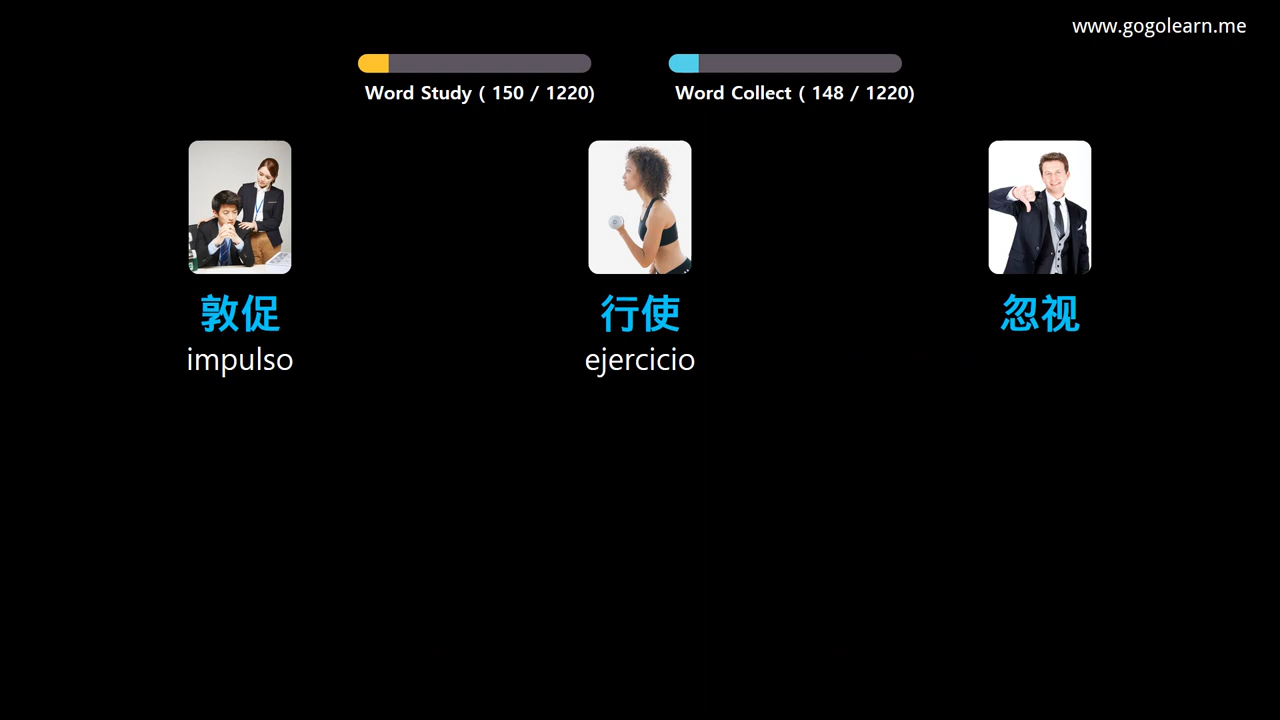 www.gogolearn.me
Word Study ( 150 / 1220)
Word Collect ( 148 / 1220)
敦促
impulso
行使
ejercicio
忽视